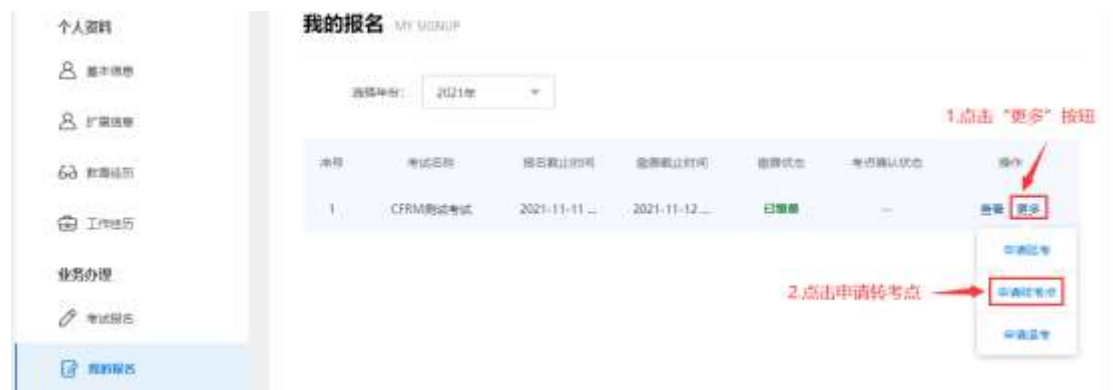 个人资料
我的报名 MY SIGNUP
基本信息
选择年份: 2021年
扩展信息
1.点击 "更多" 按钮
序号 考试名称 报名截止时间 缴费截止时间 缴费状态 考点确认状态 操作
教育经历
1 CFRM测试考试 2021-11-11 ... 2021-11-12 ... 已缴费 -- 查看 更多
工作经历
申请延考
业务办理
2.点击申请转考点
申请转考点
考试报名
申请退考
我的报名